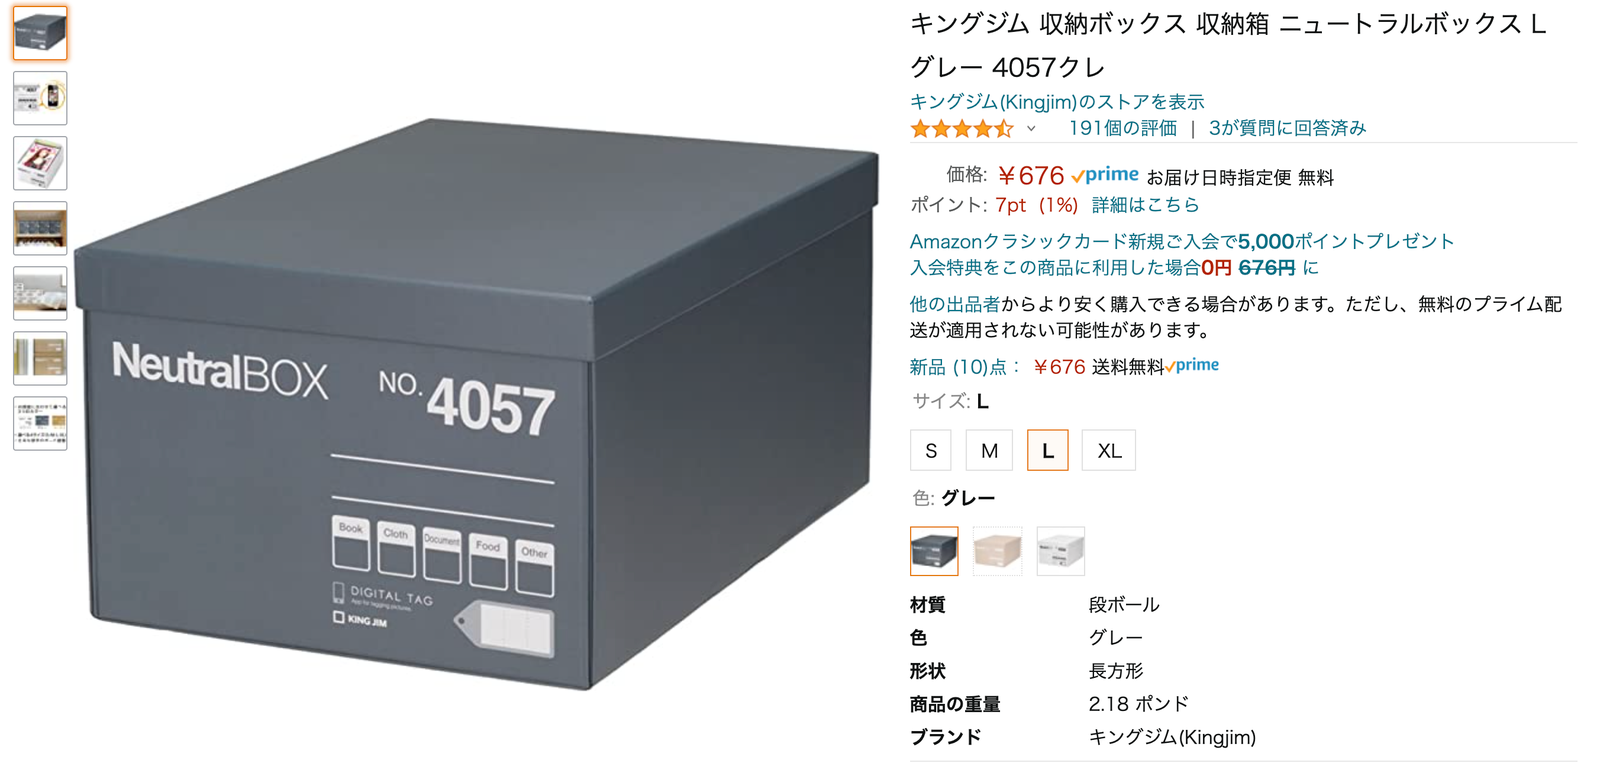 キングジム 収納ボックス 収納箱 ニュートラルボックス L
グレー 4057クレ
キングジム(Kingjim)のストアを表示
191個の評価 | 3が質問に回答済み
価格: ￥676 prime お届け日時指定便 無料
ポイント: 7pt (1%) 詳細はこちら
Amazonクラシックカード新規ご入会で5,000ポイントプレゼント
入会特典をこの商品に利用した場合0円 676円 に
他の出品者からより安く購入できる場合があります。ただし、無料のプライム配
送が適用されない可能性があります。
新品 (10)点： ￥676 送料無料 prime
サイズ: L
S M L XL
色: グレー
材質 段ボール
色 グレー
形状 長方形
商品の重量 2.18 ポンド
ブランド キングジム(Kingjim)
NeutralBOX NO.4057
Book Cloth Document Food Other
DIGITAL TAG
App for tagging pictures.
KING JIM